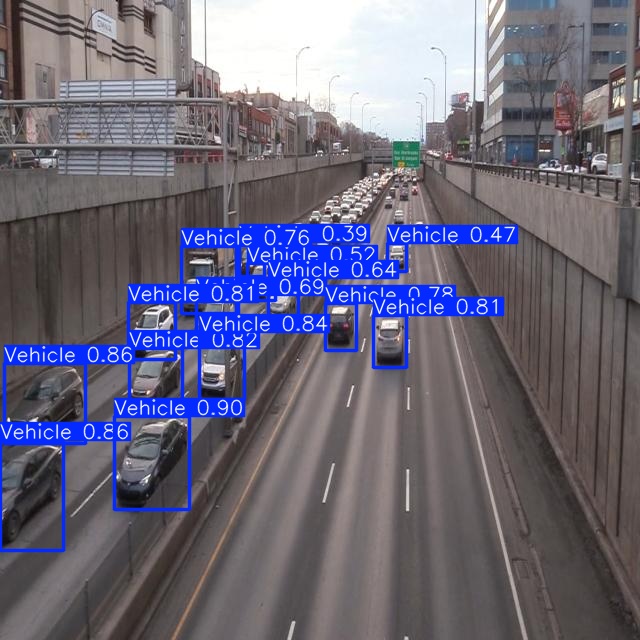 Vehicle 0.76
0.39
Vehicle 0.47
0.52
Vehicle 0.64
Vehicle 0.81
0.69
Vehicle 0.78
Vehicle 0.81
Vehicle 0.84
Vehicle 0.82
Vehicle 0.86
Vehicle 0.90
Vehicle 0.86